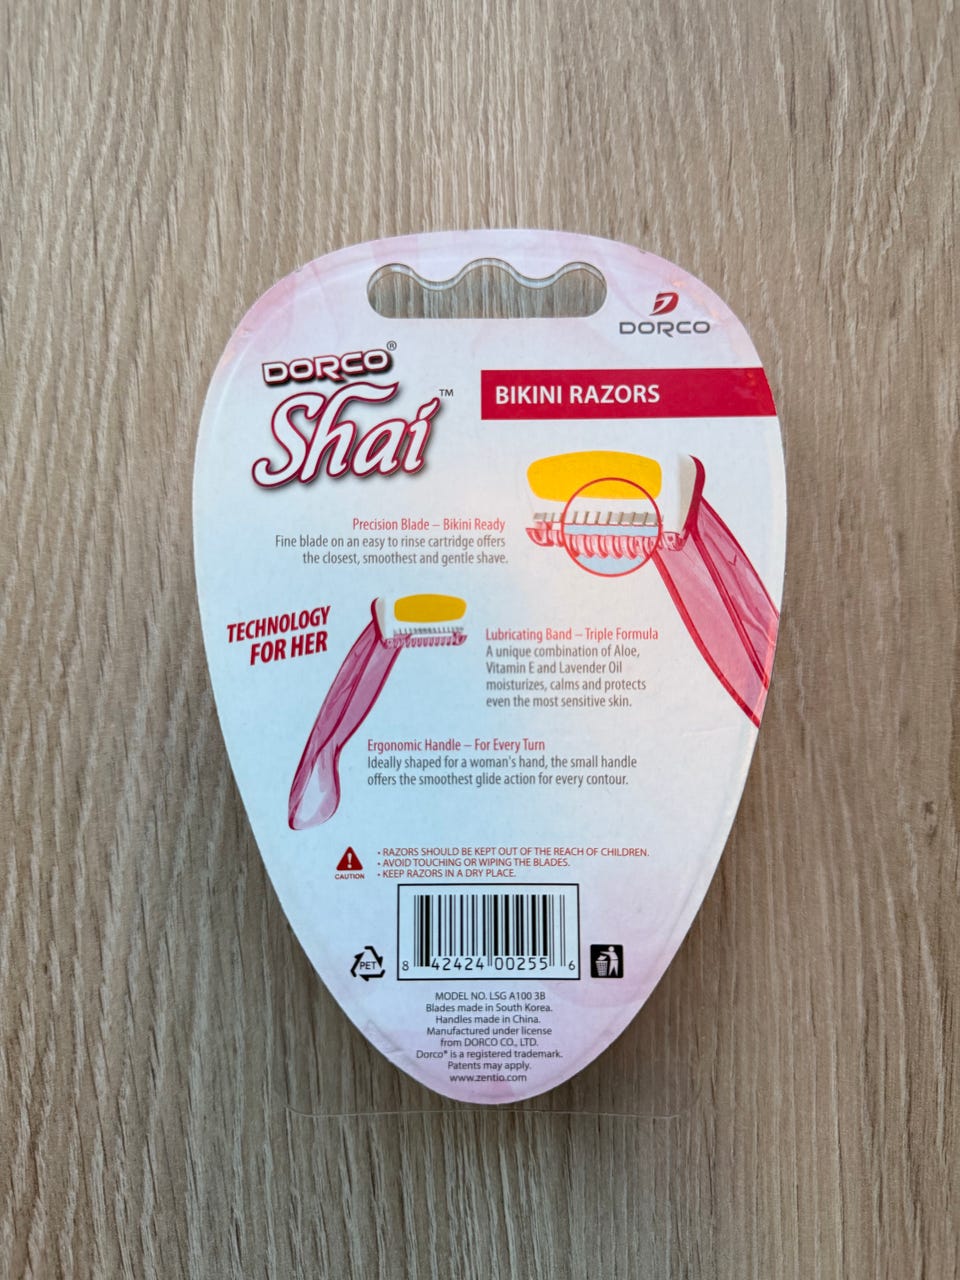 DORCO
DORCO®
Shai™
BIKINI RAZORS
Precision Blade – Bikini Ready
Fine blade on an easy to rinse cartridge offers
the closest, smoothest and gentle shave.
TECHNOLOGY
FOR HER
Lubricating Band – Triple Formula
A unique combination of Aloe,
Vitamin E and Lavender Oil
moisturizes, calms and protects
even the most sensitive skin.
Ergonomic Handle – For Every Turn
Ideally shaped for a woman's hand, the small handle
offers the smoothest glide action for every contour.
CAUTION
• RAZORS SHOULD BE KEPT OUT OF THE REACH OF CHILDREN.
• AVOID TOUCHING OR WIPING THE BLADES.
• KEEP RAZORS IN A DRY PLACE.
PET
8 42424 00255 6
MODEL NO. LSG A100 3B
Blades made in South Korea.
Handles made in China.
Manufactured under license
from DORCO CO., LTD.
Dorco® is a registered trademark.
Patents may apply.
www.zentio.com